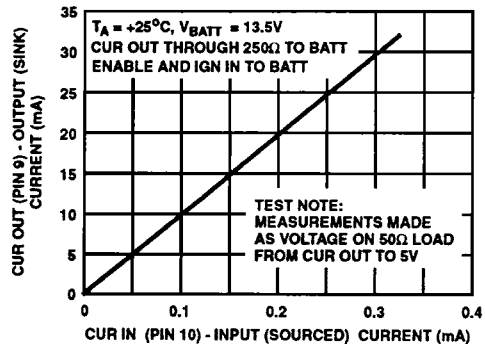 T_A = +25°C, V_BATT = 13.5V
CUR OUT THROUGH 250Ω TO BATT
ENABLE AND IGN IN TO BATT
CUR OUT (PIN 9) - OUTPUT (SINK)
CURRENT (mA)
35
30
25
20
15
10
5
0
TEST NOTE:
MEASUREMENTS MADE
AS VOLTAGE ON 50Ω LOAD
FROM CUR OUT TO 5V
0 0.1 0.2 0.3 0.4
CUR IN (PIN 10) - INPUT (SOURCED) CURRENT (mA)